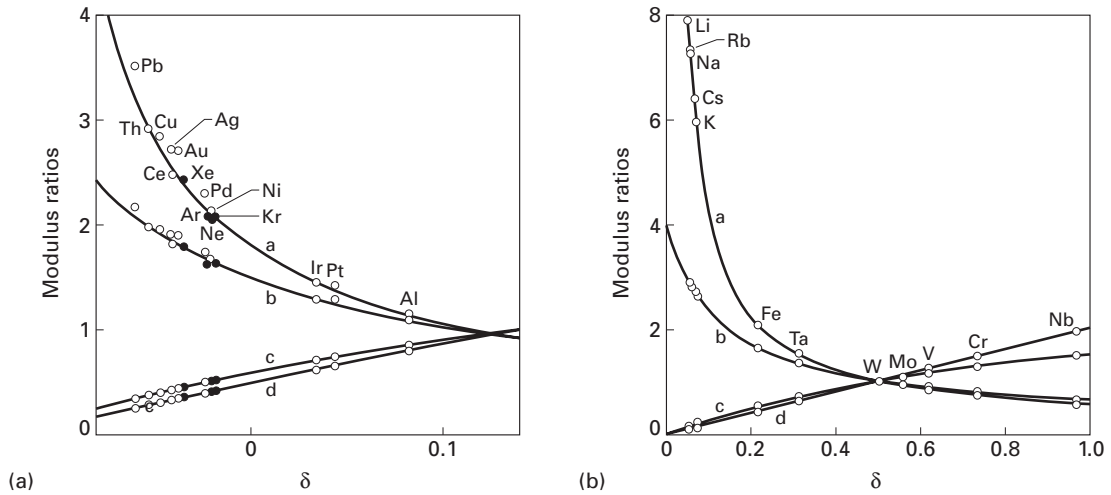 4
3
2
1
0
Modulus ratios
Pb
Th
Cu
Ag
Au
Ce
Xe
Pd
Ni
Ar
Kr
Ne
a
Ir Pt
b
Al
c
d
e
0
0.1
(a)
δ
8
6
4
2
0
Modulus ratios
Li
Rb
Na
Cs
K
a
Fe
b
Ta
W
Mo
V
Cr
Nb
c
d
0
0.2
0.4
0.6
0.8
1.0
(b)
δ